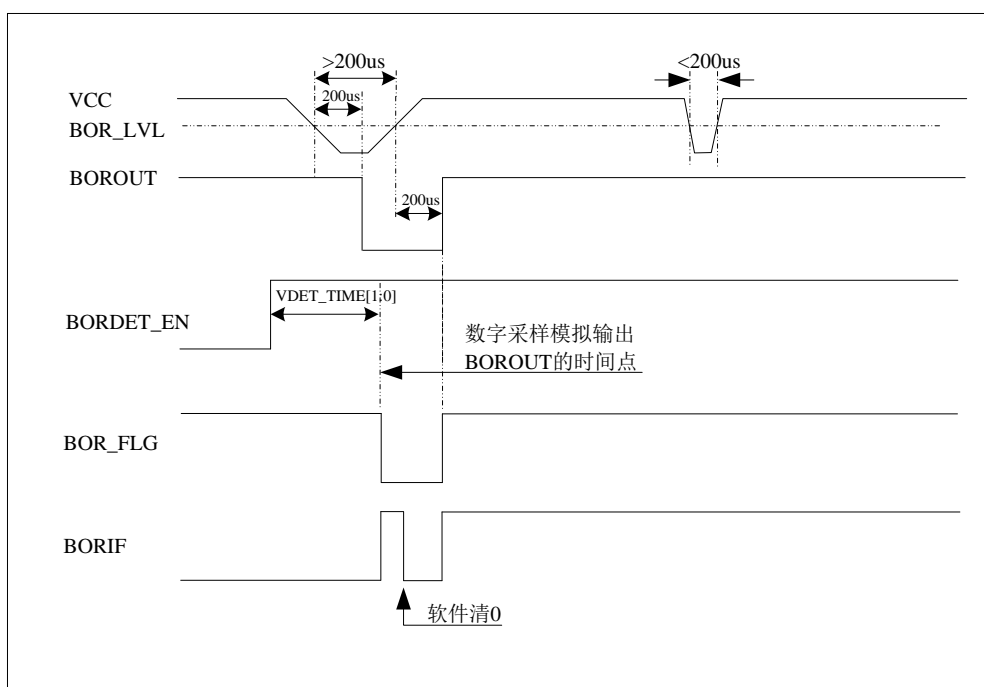 >200us
<200us
VCC
200us
BOR_LVL
BOROUT
200us
VDET_TIME[1:0]
BORDET_EN
数字采样模拟输出
BOROUT的时间点
BOR_FLG
BORIF
软件清0